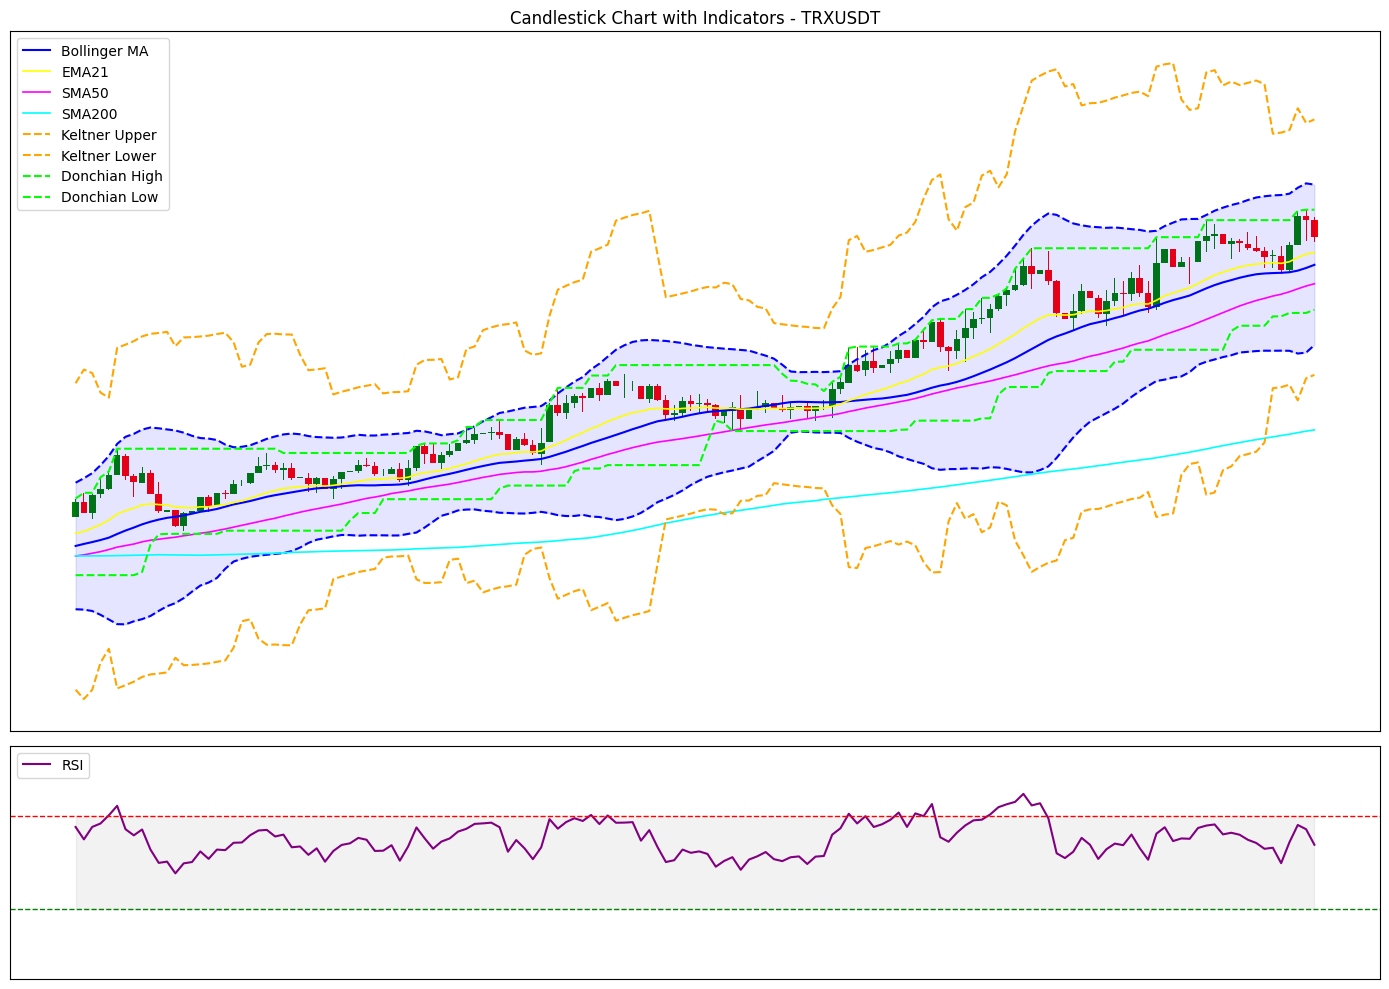 Candlestick Chart with Indicators - TRXUSDT
Bollinger MA
EMA21
SMA50
SMA200
Keltner Upper
Keltner Lower
Donchian High
Donchian Low
RSI